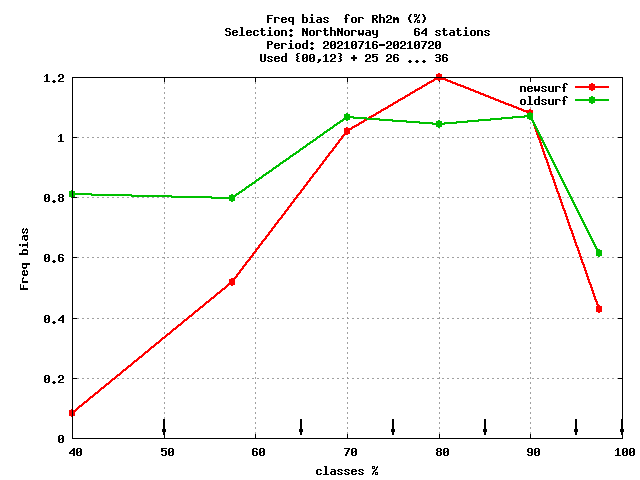 Freq bias  for Rh2m (%)
Selection: NorthNorway     64 stations
Period: 20210716-20210720
Used {00,12} + 25 26 ... 36
newsurf
oldsurf
1.2
1
0.8
0.6
0.4
0.2
0
Freq bias
40 50 60 70 80 90 100
classes %